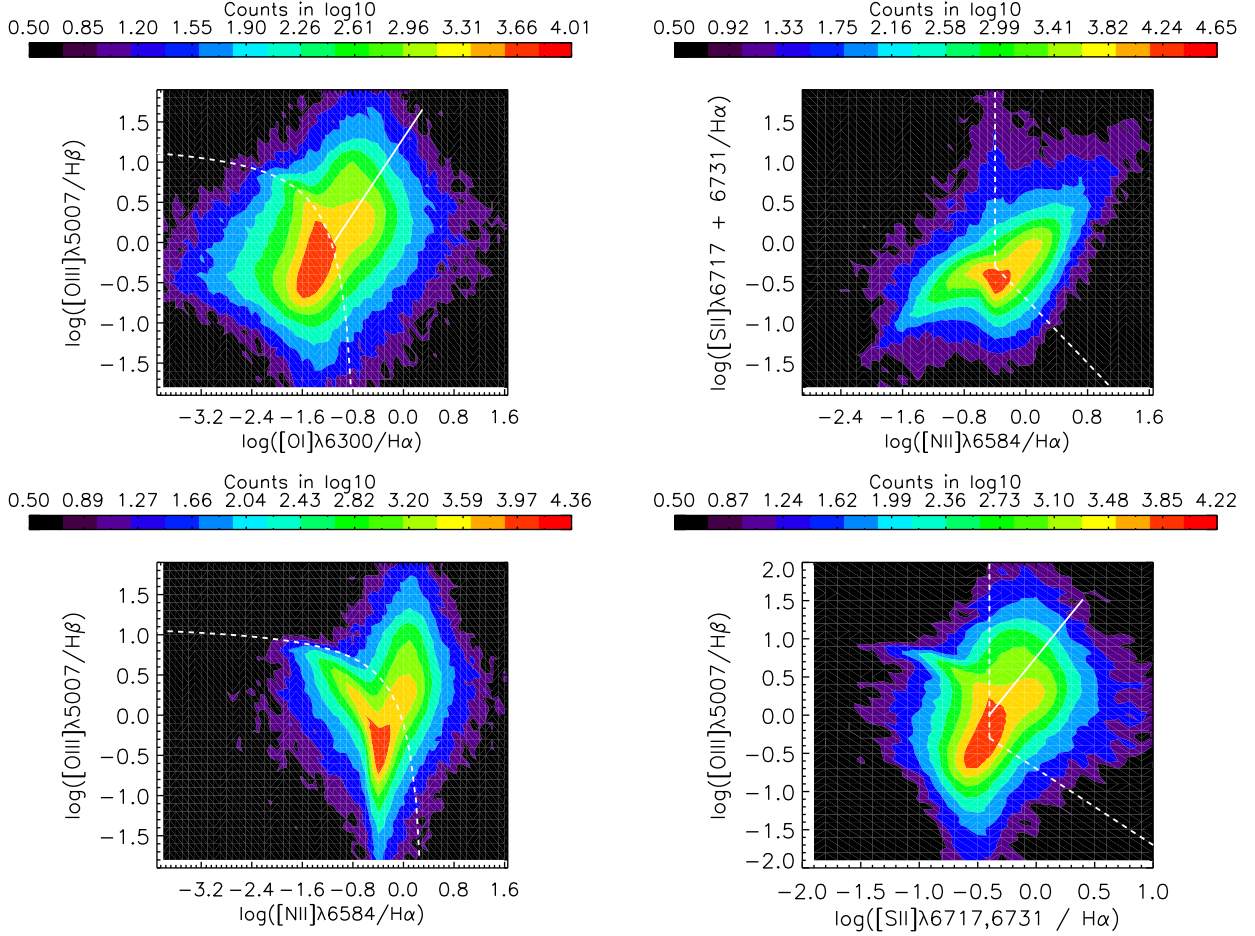 Counts in log10
0.50 0.85 1.20 1.55 1.90 2.26 2.61 2.96 3.31 3.66 4.01
log([OIII]λ5007/Hβ)
1.5
1.0
0.5
0.0
−0.5
−1.0
−1.5
−3.2 −2.4 −1.6 −0.8 0.0 0.8 1.6
log([OI]λ6300/Hα)
Counts in log10
0.50 0.92 1.33 1.75 2.16 2.58 2.99 3.41 3.82 4.24 4.65
log([SII]λ6717 + 6731/Hα)
1.5
1.0
0.5
0.0
−0.5
−1.0
−1.5
−2.4 −1.6 −0.8 0.0 0.8 1.6
log([NII]λ6584/Hα)
Counts in log10
0.50 0.89 1.27 1.66 2.04 2.43 2.82 3.20 3.59 3.97 4.36
log([OIII]λ5007/Hβ)
1.5
1.0
0.5
0.0
−0.5
−1.0
−1.5
−3.2 −2.4 −1.6 −0.8 0.0 0.8 1.6
log([NII]λ6584/Hα)
Counts in log10
0.50 0.87 1.24 1.62 1.99 2.36 2.73 3.10 3.48 3.85 4.22
log([OIII]λ5007/Hβ)
2.0
1.5
1.0
0.5
0.0
−0.5
−1.0
−1.5
−2.0
−2.0 −1.5 −1.0 −0.5 0.0 0.5 1.0
log([SII]λ6717,6731 / Hα)